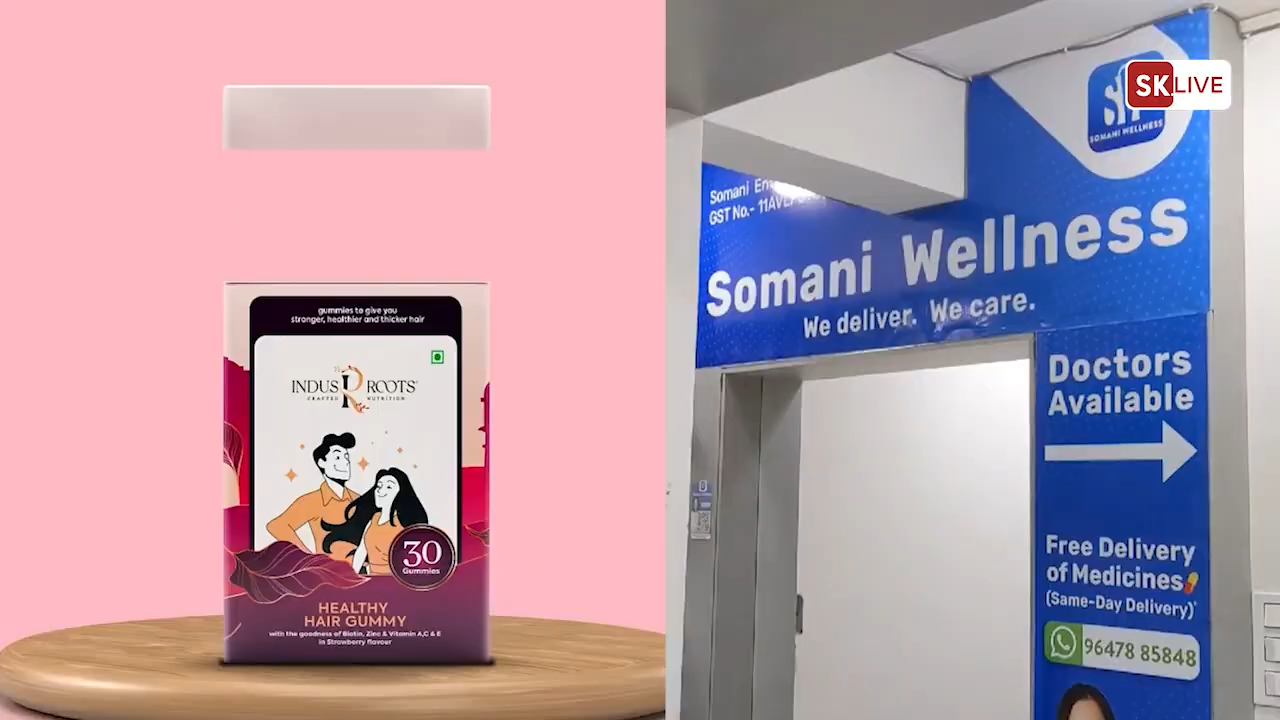 gummies to give you
stronger, healthier and thicker hair
INDUS R ROOTS
CRAFTED NUTRITION
30
Gummies
HEALTHY
HAIR GUMMY
with the goodness of Biotin, Zinc & Vitamin A,C & E
in Strawberry flavour
SK LIVE
SOMANI WELLNESS
Somani
GST No.-
Somani Wellness
We deliver. We care.
Doctors
Available
Free Delivery
of Medicines
(Same-Day Delivery)*
96478 85848